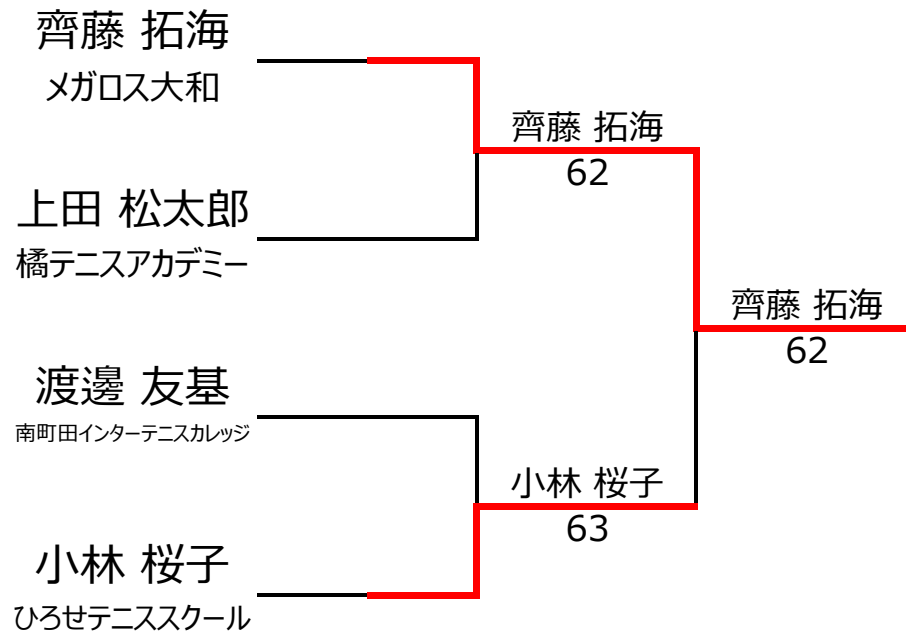 齊藤 拓海
メガロス大和
上田 松太郎
橘テニスアカデミー
渡邊 友基
南町田インターテニスカレッジ
小林 桜子
ひろせテニススクール
齊藤 拓海
62
小林 桜子
63
齊藤 拓海
62